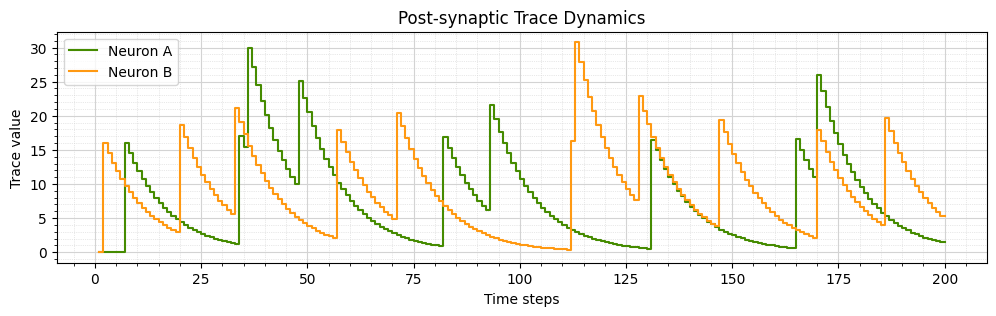 Post-synaptic Trace Dynamics
Neuron A
Neuron B
Trace value
30
25
20
15
10
5
0
0 25 50 75 100 125 150 175 200
Time steps